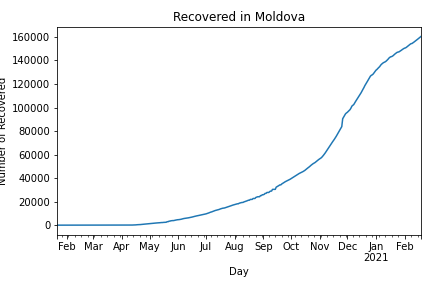 Recovered in Moldova
160000
140000
120000
100000
80000
60000
40000
20000
0
Number of Recovered
Feb Mar Apr May Jun Jul Aug Sep Oct Nov Dec Jan Feb
2021
Day